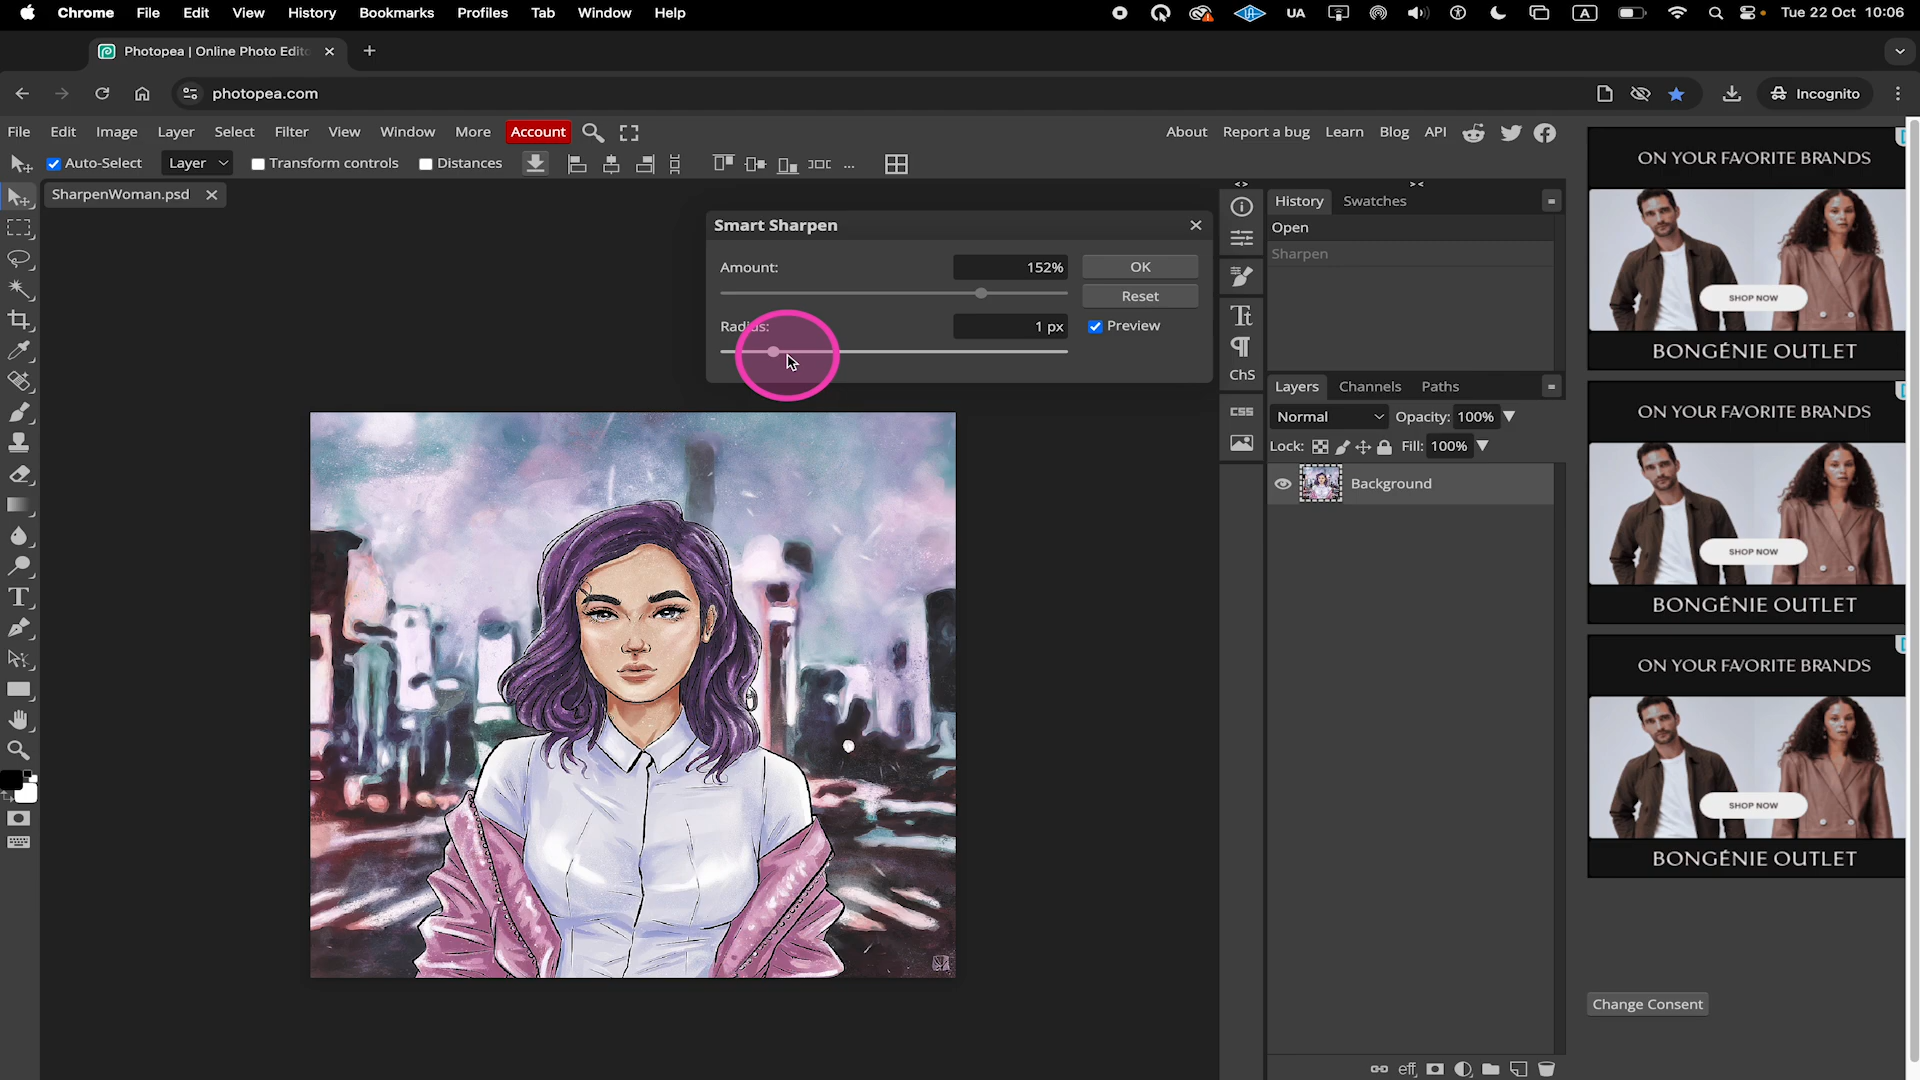 Chrome File Edit View History Bookmarks Profiles Tab Window Help UA A Tue 22 Oct 10:06
Photopea | Online Photo Edit
photopea.com
Incognito
File Edit Image Layer Select Filter View Window More Account
About Report a bug Learn Blog API
Auto-Select Layer Transform controls Distances ...
SharpenWoman.psd
Smart Sharpen
Amount: 152% OK
Reset
Radius: 1 px Preview
History Swatches
Open
Sharpen
ChS
CSS
Layers Channels Paths
Normal Opacity: 100%
Lock: Fill: 100%
Background
eff
ON YOUR FAVORITE BRANDS
SHOP NOW
BONGÉNIE OUTLET
ON YOUR FAVORITE BRANDS
SHOP NOW
BONGÉNIE OUTLET
ON YOUR FAVORITE BRANDS
SHOP NOW
BONGÉNIE OUTLET
Change Consent